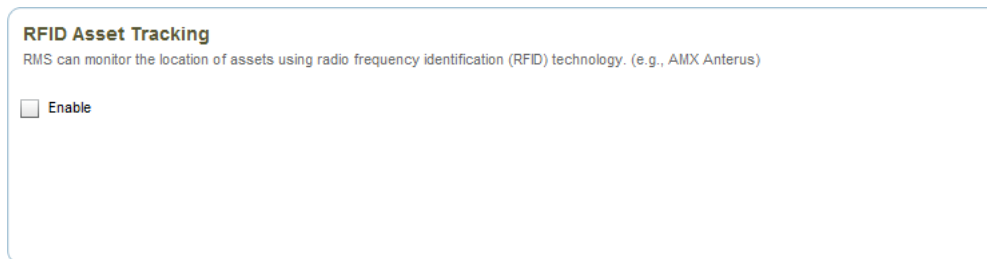 RFID Asset Tracking
RMS can monitor the location of assets using radio frequency identification (RFID) technology. (e.g., AMX Anterus)
Enable